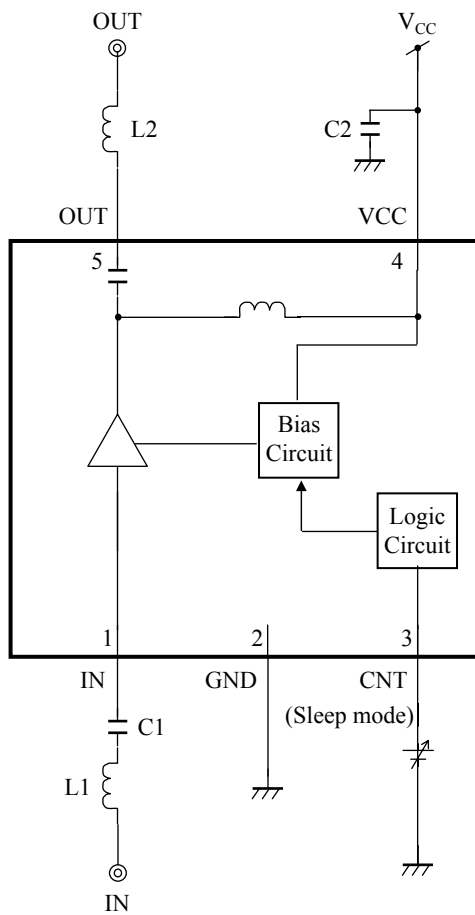 OUT
V_CC
L2
C2
OUT
VCC
5
4
Bias
Circuit
Logic
Circuit
1
2
3
IN
GND
CNT
(Sleep mode)
C1
L1
IN